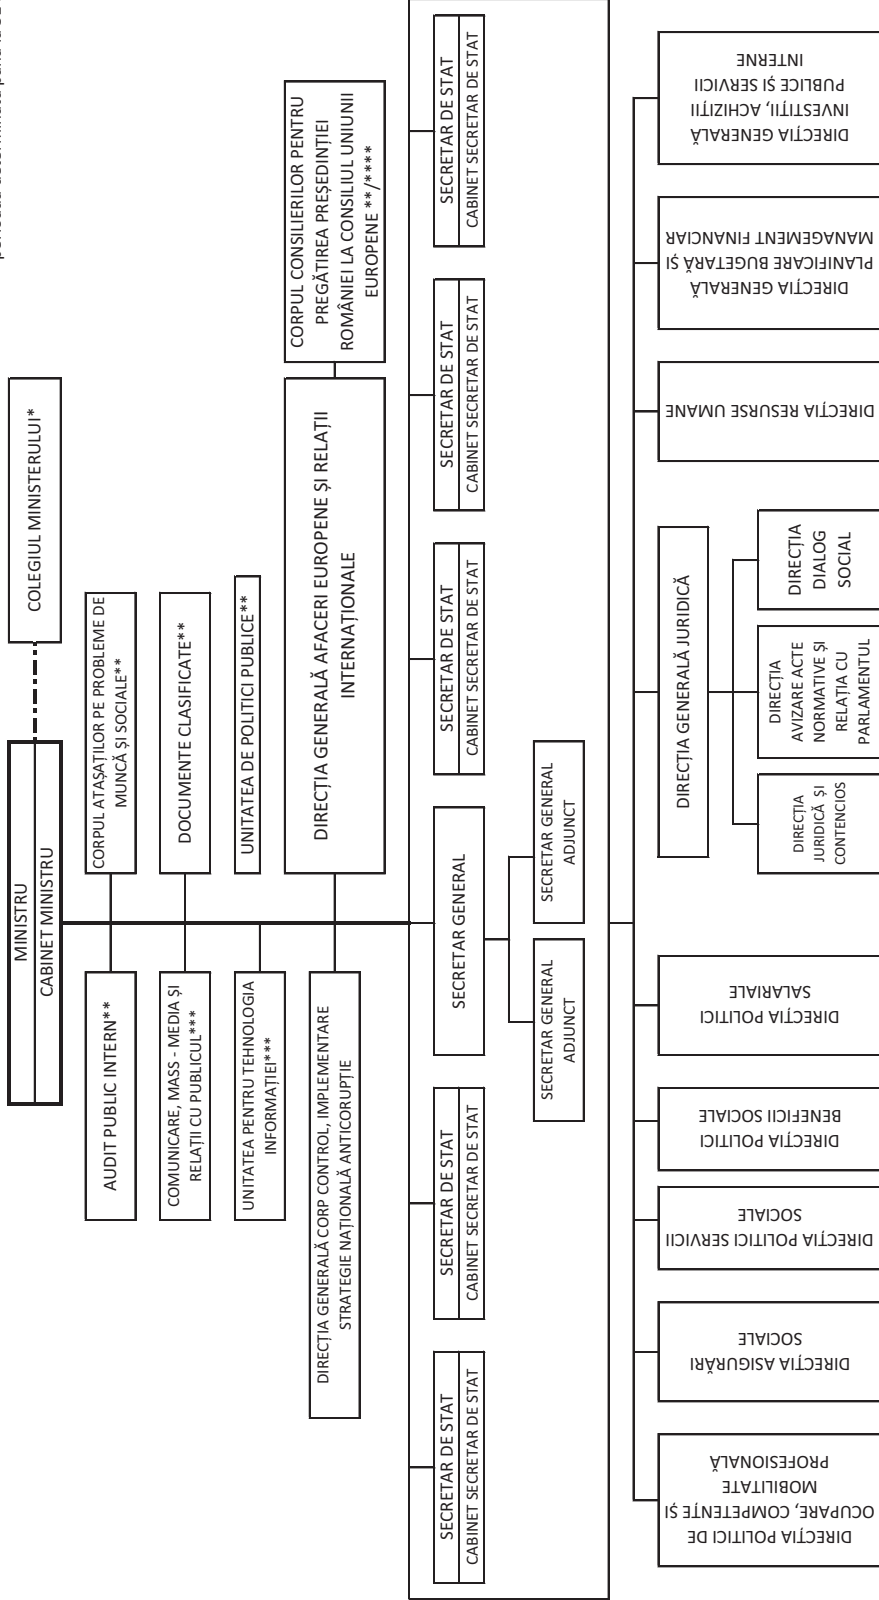 perioada determinată până la 31
MINISTRU
CABINET MINISTRU
COLEGIUL MINISTERULUI*
AUDIT PUBLIC INTERN**
CORPUL ATAȘAȚILOR PE PROBLEME DE
MUNCĂ ȘI SOCIALE**
COMUNICARE, MASS - MEDIA ȘI
RELAȚII CU PUBLICUL***
DOCUMENTE CLASIFICATE**
UNITATEA PENTRU TEHNOLOGIA
INFORMAȚIEI***
UNITATEA DE POLITICI PUBLICE**
DIRECȚIA GENERALĂ CORP CONTROL, IMPLEMENTARE
STRATEGIE NAȚIONALĂ ANTICORUPȚIE
DIRECȚIA GENERALĂ AFACERI EUROPENE ȘI RELAȚII
INTERNAȚIONALE
CORPUL CONSILIERILOR PENTRU
PREGĂTIREA PREȘEDINȚIEI
ROMÂNIEI LA CONSILIUL UNIUNII
EUROPENE **/****
SECRETAR DE STAT
CABINET SECRETAR DE STAT
SECRETAR DE STAT
CABINET SECRETAR DE STAT
SECRETAR GENERAL
SECRETAR GENERAL
ADJUNCT
SECRETAR GENERAL
ADJUNCT
SECRETAR DE STAT
CABINET SECRETAR DE STAT
SECRETAR DE STAT
CABINET SECRETAR DE STAT
SECRETAR DE STAT
CABINET SECRETAR DE STAT
DIRECȚIA POLITICI DE
OCUPARE, COMPETENȚE ȘI
MOBILITATE
PROFESIONALĂ
DIRECȚIA ASIGURĂRI
SOCIALE
DIRECȚIA POLITICI SERVICII
SOCIALE
DIRECȚIA POLITICI
BENEFICII SOCIALE
DIRECȚIA POLITICI
SALARIALE
DIRECȚIA GENERALĂ JURIDICĂ
DIRECȚIA
JURIDICĂ ȘI
CONTENCIOS
DIRECȚIA
AVIZARE ACTE
NORMATIVE ȘI
RELAȚIA CU
PARLAMENTUL
DIRECȚIA
DIALOG
SOCIAL
DIRECȚIA RESURSE UMANE
DIRECȚIA GENERALĂ
PLANIFICARE BUGETARĂ ȘI
MANAGEMENT FINANCIAR
DIRECȚIA GENERALĂ
INVESTIȚII, ACHIZIȚII
PUBLICE ȘI SERVICII
INTERNE